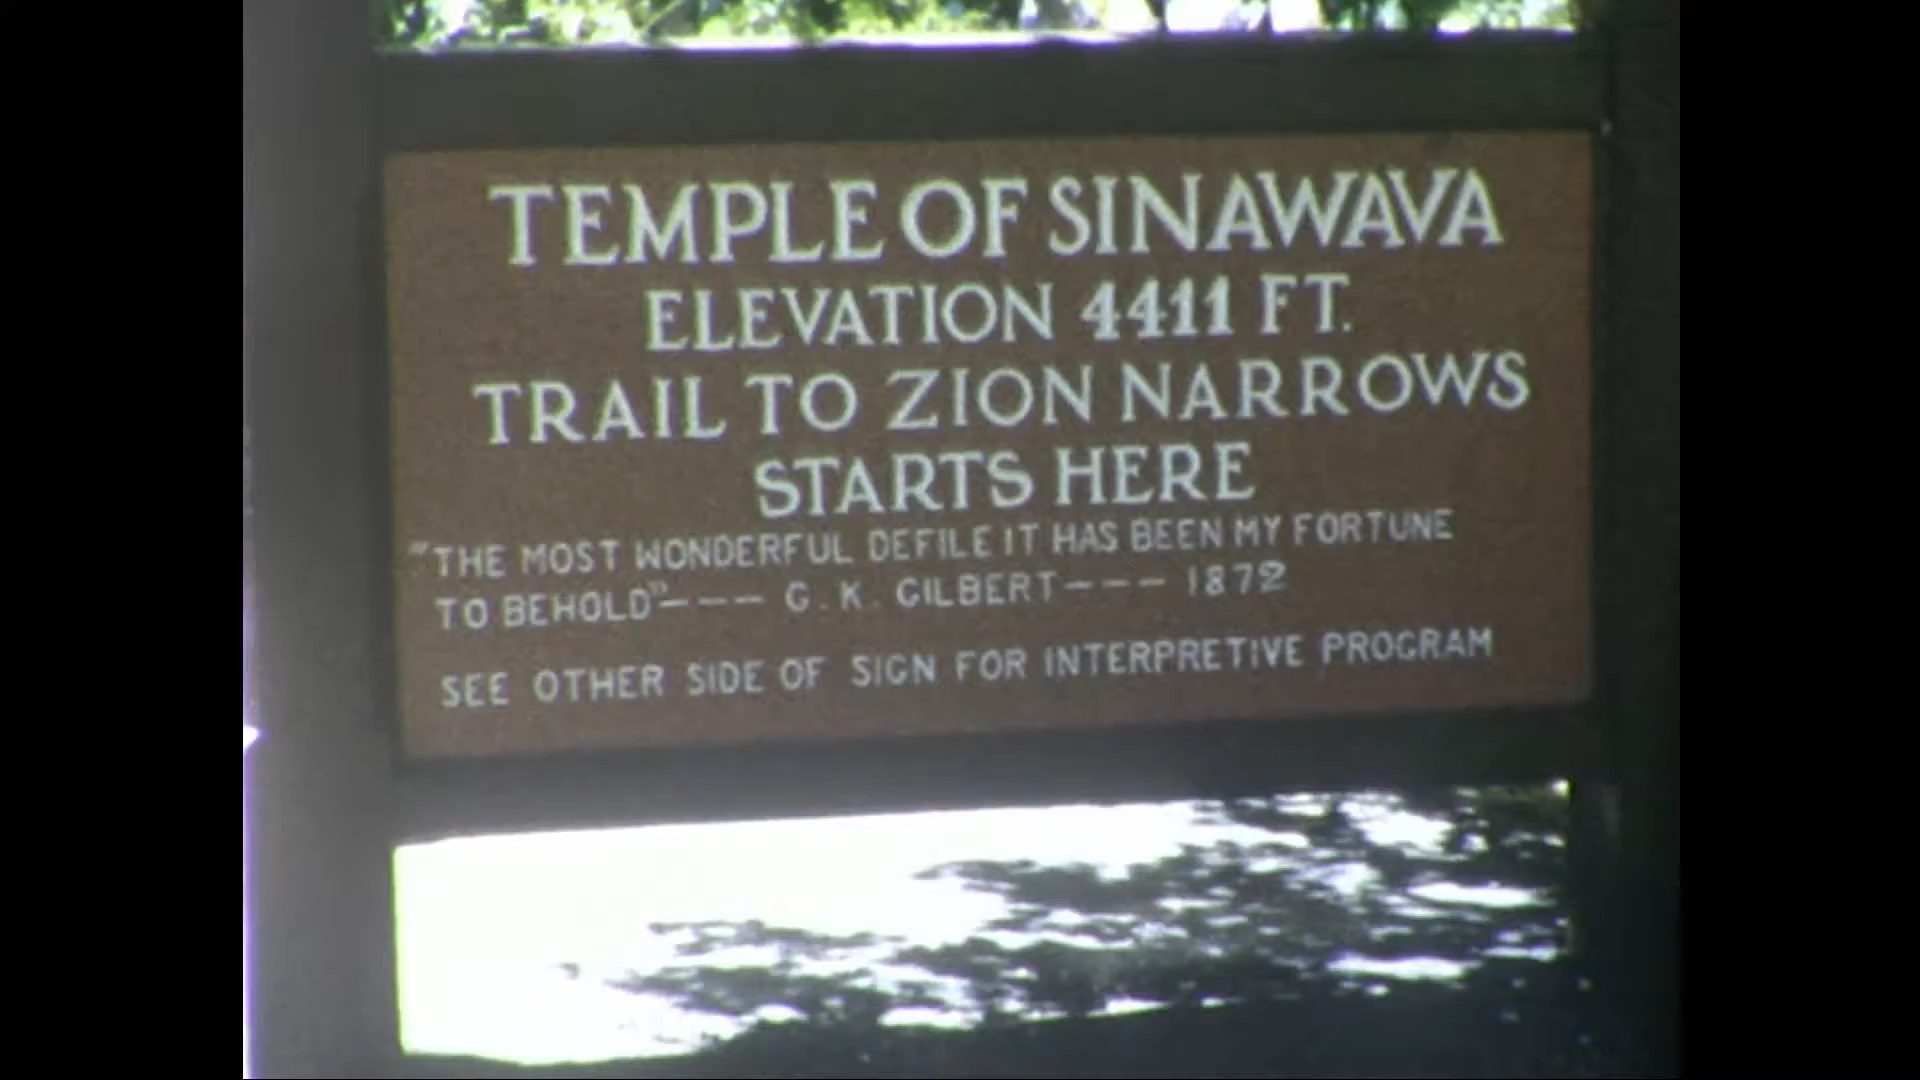 TEMPLE OF SINAWAVA
ELEVATION 4411 FT.
TRAIL TO ZION NARROWS
STARTS HERE
"THE MOST WONDERFUL DEFILE IT HAS BEEN MY FORTUNE
TO BEHOLD"--- G. K. GILBERT--- 1872
SEE OTHER SIDE OF SIGN FOR INTERPRETIVE PROGRAM